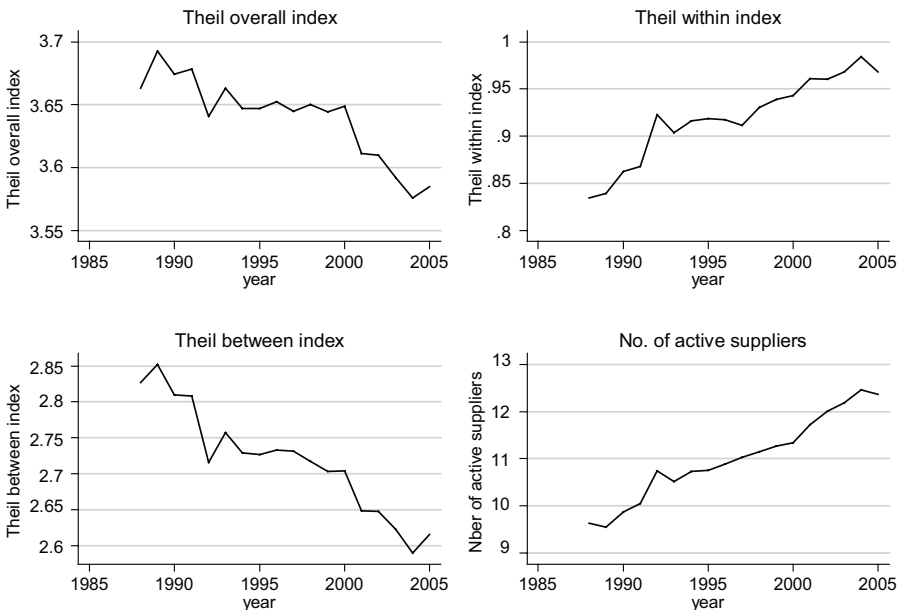 Theil overall index
Theil overall index
3.7
3.65
3.6
3.55
1985 1990 1995 2000 2005
year
Theil within index
Theil within index
1
.95
.9
.85
.8
1985 1990 1995 2000 2005
year
Theil between index
Theil between index
2.85
2.8
2.75
2.7
2.65
2.6
1985 1990 1995 2000 2005
year
No. of active suppliers
Nber of active suppliers
13
12
11
10
9
1985 1990 1995 2000 2005
year